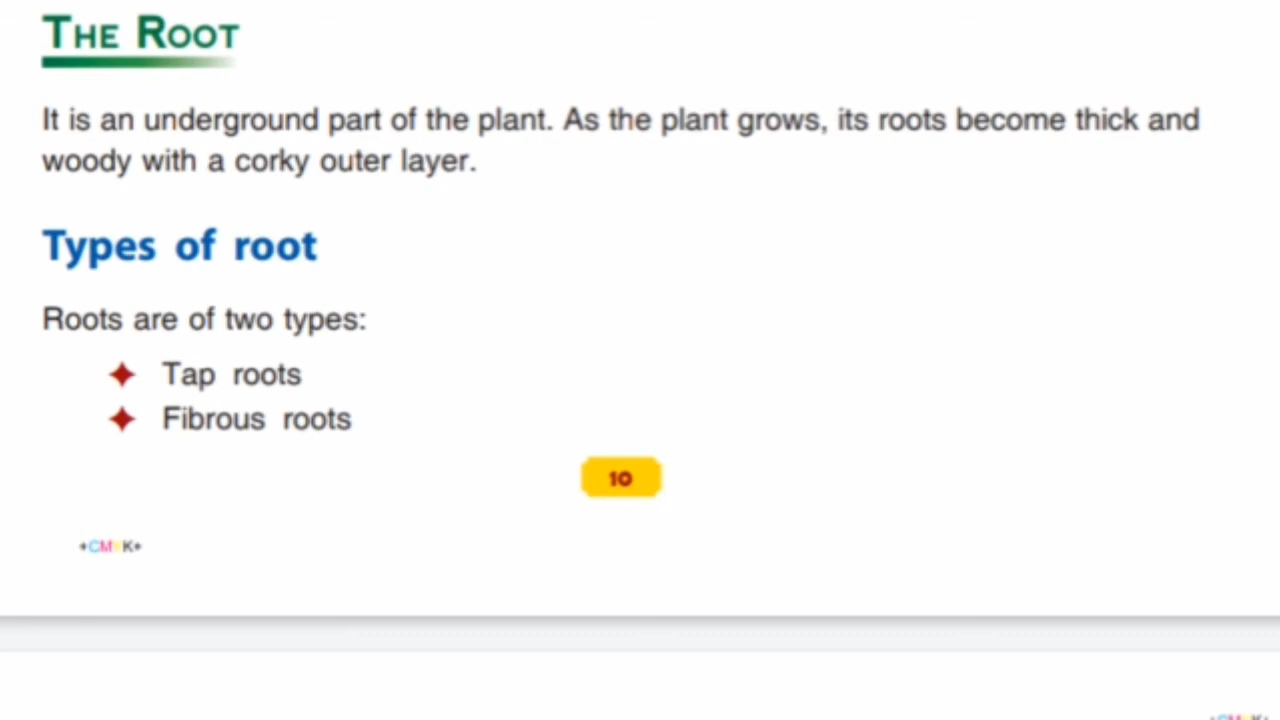 THE ROOT
It is an underground part of the plant. As the plant grows, its roots become thick and
woody with a corky outer layer.
Types of root
Roots are of two types:
Tap roots
Fibrous roots
10
+CMYK+